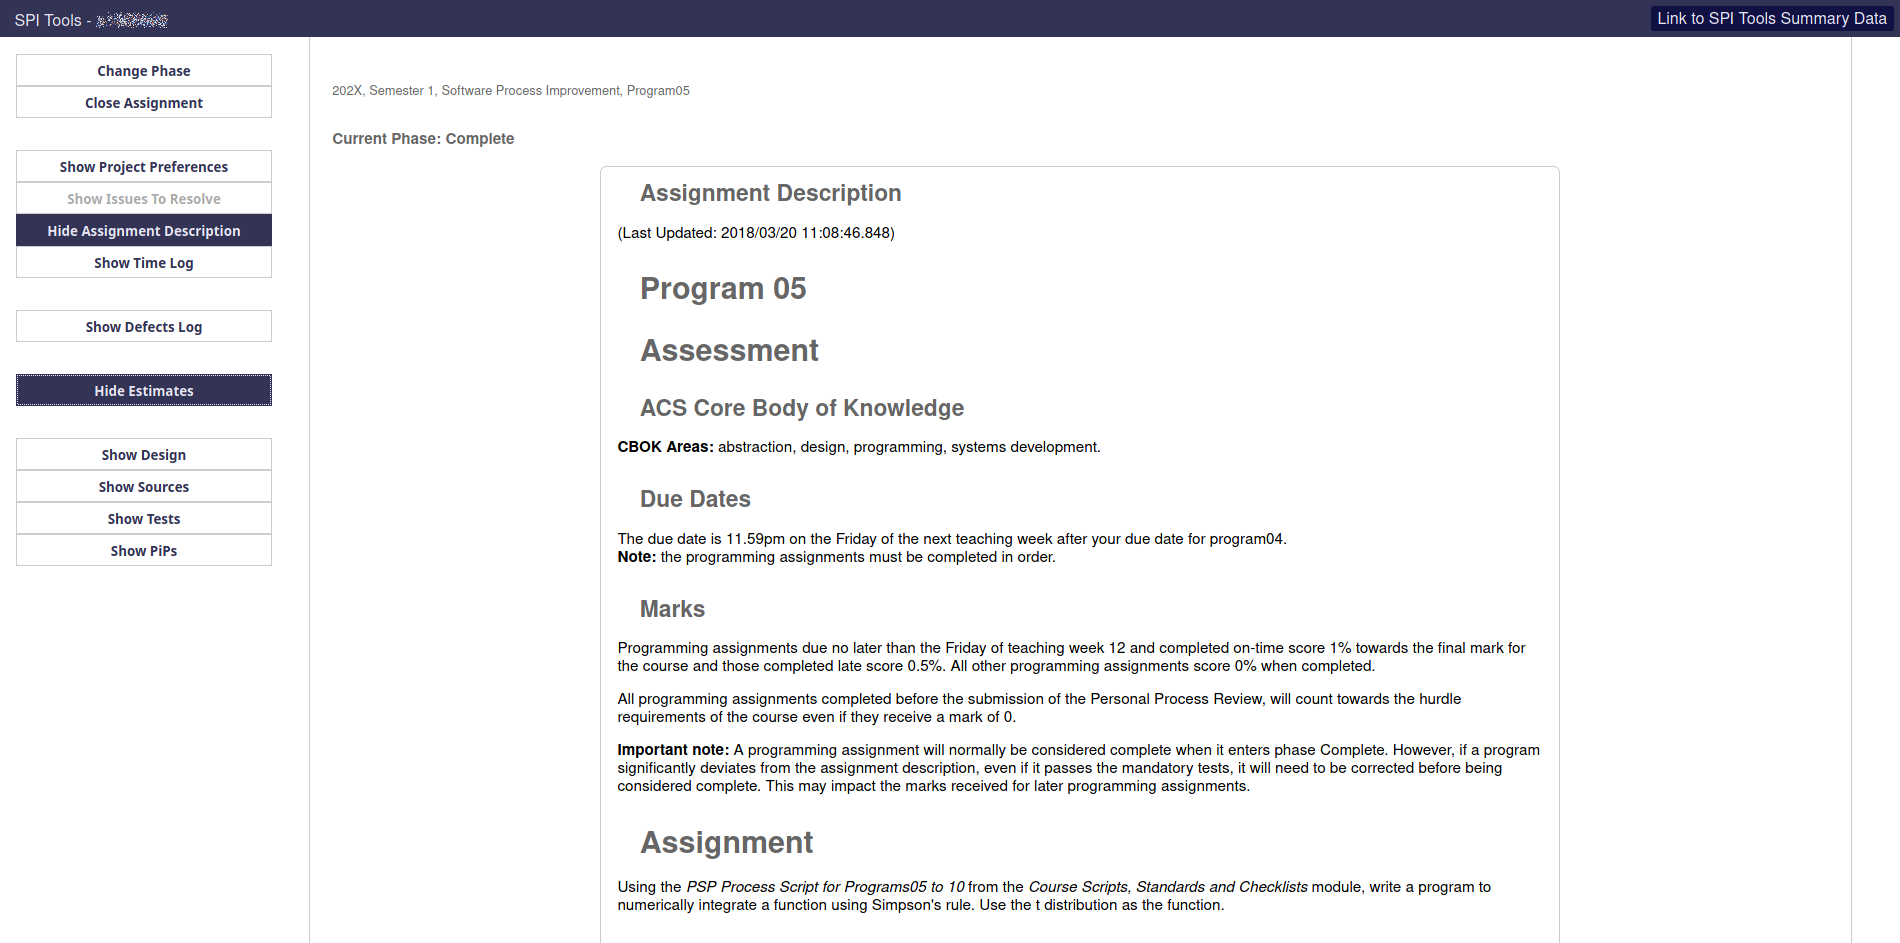 SPI Tools -
Link to SPI Tools Summary Data
Change Phase
Close Assignment
Show Project Preferences
Show Issues To Resolve
Hide Assignment Description
Show Time Log
Show Defects Log
Hide Estimates
Show Design
Show Sources
Show Tests
Show PiPs
202X, Semester 1, Software Process Improvement, Program05
Current Phase: Complete
Assignment Description
(Last Updated: 2018/03/20 11:08:46.848)
Program 05
Assessment
ACS Core Body of Knowledge
CBOK Areas: abstraction, design, programming, systems development.
Due Dates
The due date is 11.59pm on the Friday of the next teaching week after your due date for program04.
Note: the programming assignments must be completed in order.
Marks
Programming assignments due no later than the Friday of teaching week 12 and completed on-time score 1% towards the final mark for
the course and those completed late score 0.5%. All other programming assignments score 0% when completed.
All programming assignments completed before the submission of the Personal Process Review, will count towards the hurdle
requirements of the course even if they receive a mark of 0.
Important note: A programming assignment will normally be considered complete when it enters phase Complete. However, if a program
significantly deviates from the assignment description, even if it passes the mandatory tests, it will need to be corrected before being
considered complete. This may impact the marks received for later programming assignments.
Assignment
Using the PSP Process Script for Programs05 to 10 from the Course Scripts, Standards and Checklists module, write a program to
numerically integrate a function using Simpson's rule. Use the t distribution as the function.